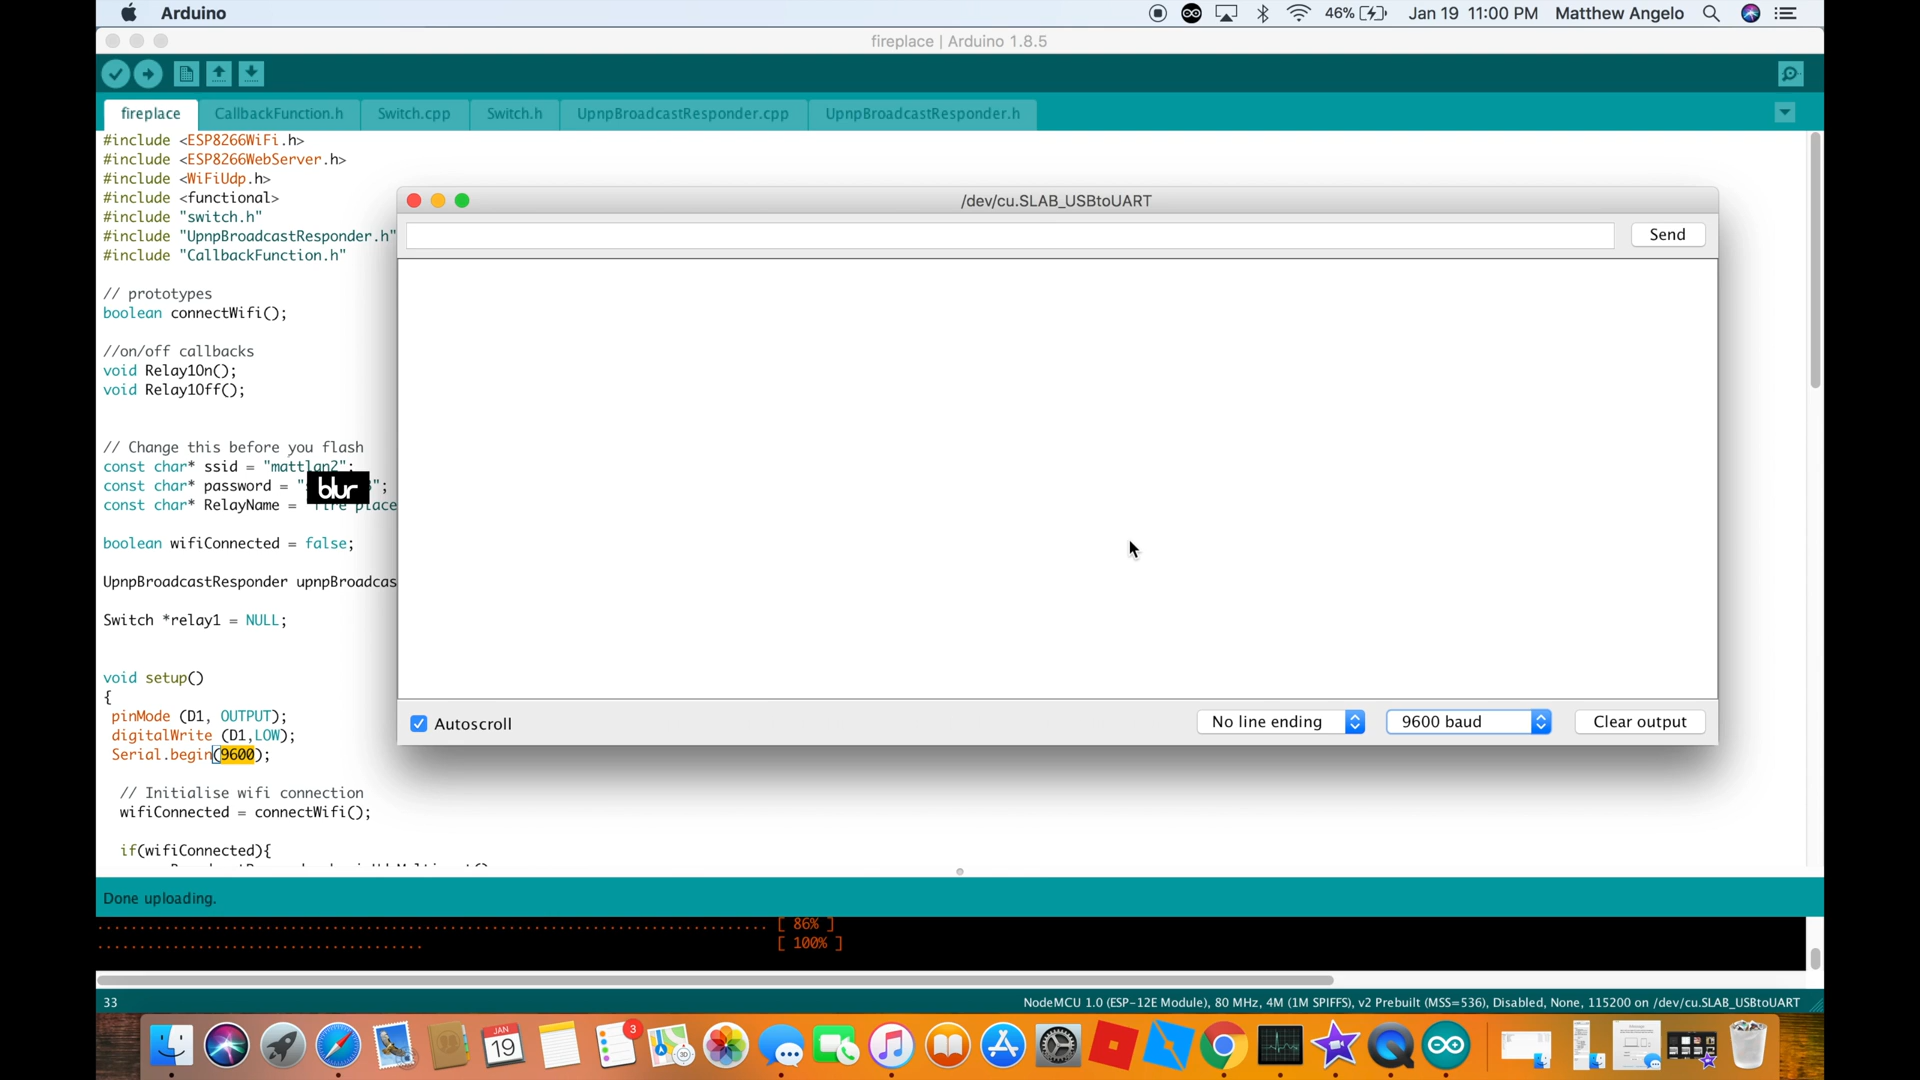 Arduino
46%
Jan 19 11:00 PM
Matthew Angelo
fireplace | Arduino 1.8.5
fireplace
CallbackFunction.h
Switch.cpp
Switch.h
UpnpBroadcastResponder.cpp
UpnpBroadcastResponder.h
#include <ESP8266WiFi.h>
#include <ESP8266WebServer.h>
#include <WiFiUdp.h>
#include <functional>
#include "switch.h"
#include "UpnpBroadcastResponder.h"
#include "CallbackFunction.h"
// prototypes
boolean connectWifi();
//on/off callbacks
void Relay1On();
void Relay1Off();
// Change this before you flash
const char* ssid = "mattlan2";
const char* password = " blur ";
const char* RelayName = "fire place
boolean wifiConnected = false;
UpnpBroadcastResponder upnpBroadcas
Switch *relay1 = NULL;
void setup()
{
pinMode (D1, OUTPUT);
digitalWrite (D1,LOW);
Serial.begin(9600);
// Initialise wifi connection
wifiConnected = connectWifi();
if(wifiConnected){
/dev/cu.SLAB_USBtoUART
Send
Autoscroll
No line ending
9600 baud
Clear output
Done uploading.
................................................................................ [ 86% ]
....................................... [ 100% ]
33
NodeMCU 1.0 (ESP-12E Module), 80 MHz, 4M (1M SPIFFS), v2 Prebuilt (MSS=536), Disabled, None, 115200 on /dev/cu.SLAB_USBtoUART
JAN
19
3